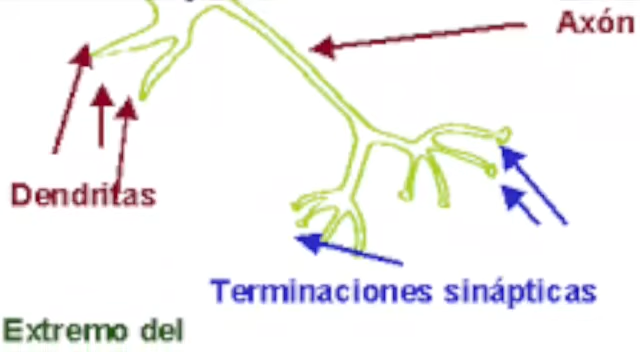 Axón
Dendritas
Terminaciones sinápticas
Extremo del